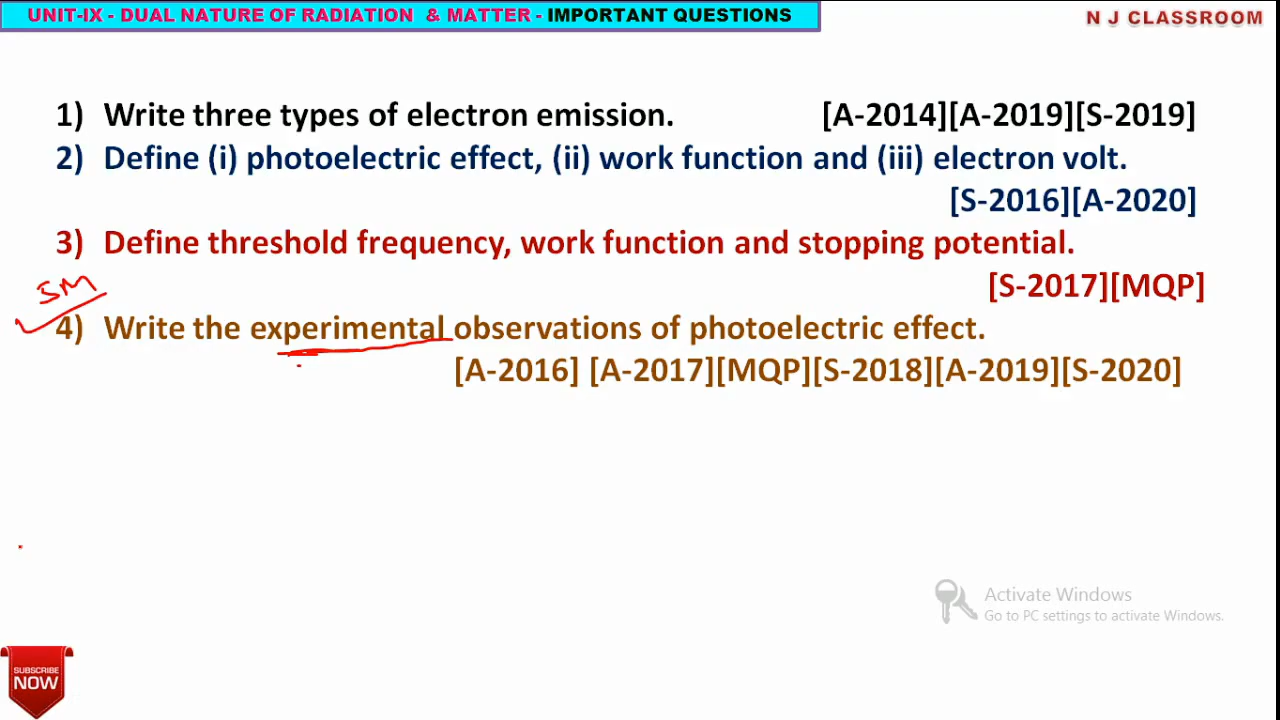 UNIT-IX - DUAL NATURE OF RADIATION & MATTER - IMPORTANT QUESTIONS
N J CLASSROOM
1) Write three types of electron emission. [A-2014][A-2019][S-2019]
2) Define (i) photoelectric effect, (ii) work function and (iii) electron volt.
[S-2016][A-2020]
3) Define threshold frequency, work function and stopping potential.
[S-2017][MQP]
5M
4) Write the experimental observations of photoelectric effect.
[A-2016] [A-2017][MQP][S-2018][A-2019][S-2020]
Activate Windows
Go to PC settings to activate Windows.
SUBSCRIBE
NOW